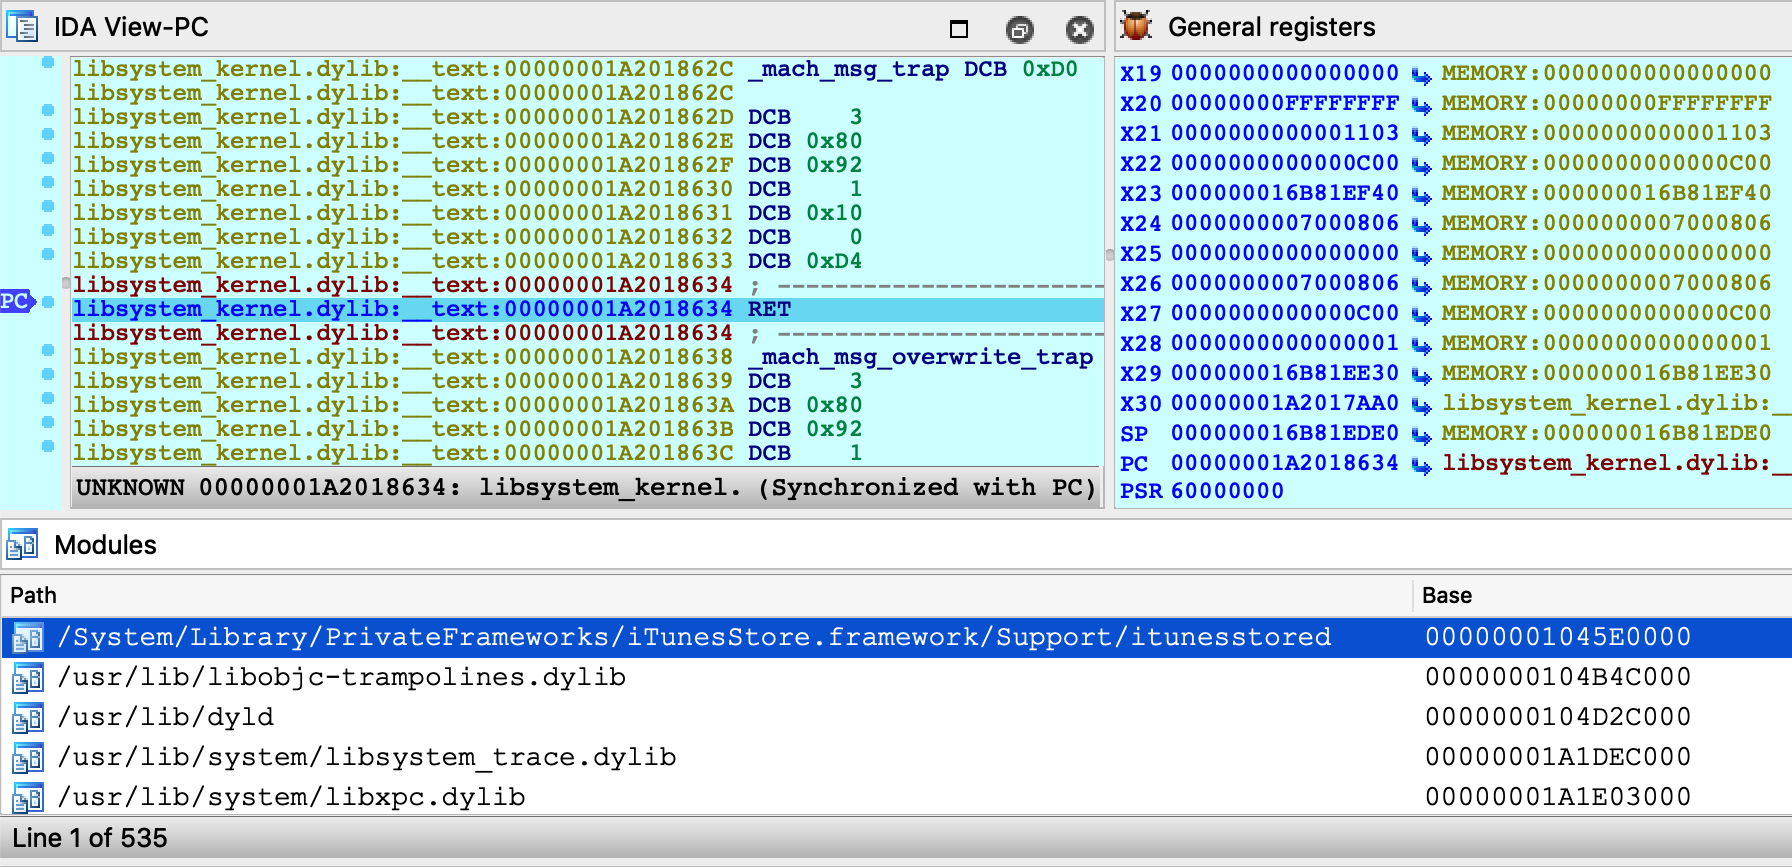 IDA View-PC
libsystem_kernel.dylib:__text:00000001A201862C _mach_msg_trap DCB 0xD0
libsystem_kernel.dylib:__text:00000001A201862C
libsystem_kernel.dylib:__text:00000001A201862D DCB    3
libsystem_kernel.dylib:__text:00000001A201862E DCB 0x80
libsystem_kernel.dylib:__text:00000001A201862F DCB 0x92
libsystem_kernel.dylib:__text:00000001A2018630 DCB    1
libsystem_kernel.dylib:__text:00000001A2018631 DCB 0x10
libsystem_kernel.dylib:__text:00000001A2018632 DCB    0
libsystem_kernel.dylib:__text:00000001A2018633 DCB 0xD4
libsystem_kernel.dylib:__text:00000001A2018634 ; -----------------------
PC libsystem_kernel.dylib:__text:00000001A2018634 RET
libsystem_kernel.dylib:__text:00000001A2018634 ; -----------------------
libsystem_kernel.dylib:__text:00000001A2018638 _mach_msg_overwrite_trap
libsystem_kernel.dylib:__text:00000001A2018639 DCB    3
libsystem_kernel.dylib:__text:00000001A201863A DCB 0x80
libsystem_kernel.dylib:__text:00000001A201863B DCB 0x92
libsystem_kernel.dylib:__text:00000001A201863C DCB    1
UNKNOWN 00000001A2018634: libsystem_kernel. (Synchronized with PC)
General registers
X19 0000000000000000 MEMORY:0000000000000000
X20 00000000FFFFFFFF MEMORY:00000000FFFFFFFF
X21 0000000000001103 MEMORY:0000000000001103
X22 0000000000000C00 MEMORY:0000000000000C00
X23 000000016B81EF40 MEMORY:000000016B81EF40
X24 0000000007000806 MEMORY:0000000007000806
X25 0000000000000000 MEMORY:0000000000000000
X26 0000000007000806 MEMORY:0000000007000806
X27 0000000000000C00 MEMORY:0000000000000C00
X28 0000000000000001 MEMORY:0000000000000001
X29 000000016B81EE30 MEMORY:000000016B81EE30
X30 00000001A2017AA0 libsystem_kernel.dylib:__
SP 000000016B81EDE0 MEMORY:000000016B81EDE0
PC 00000001A2018634 libsystem_kernel.dylib:__
PSR 60000000
Modules
Path Base
/System/Library/PrivateFrameworks/iTunesStore.framework/Support/itunesstored 00000001045E0000
/usr/lib/libobjc-trampolines.dylib 0000000104B4C000
/usr/lib/dyld 0000000104D2C000
/usr/lib/system/libsystem_trace.dylib 00000001A1DEC000
/usr/lib/system/libxpc.dylib 00000001A1E03000
Line 1 of 535